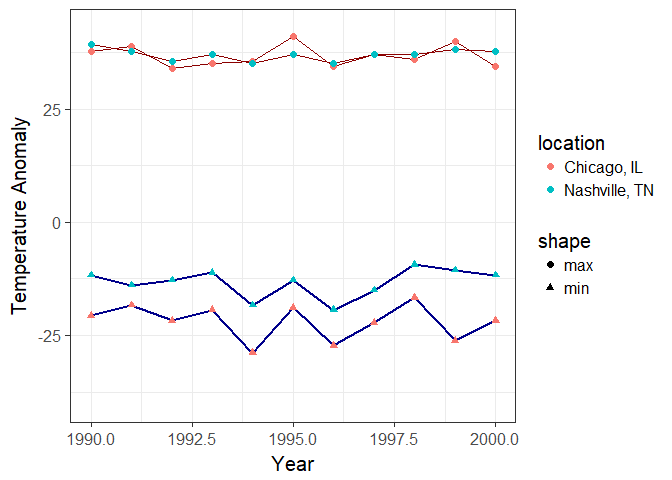 Temperature Anomaly
25
0
-25
1990.0 1992.5 1995.0 1997.5 2000.0
Year
location
Chicago, IL
Nashville, TN
shape
max
min